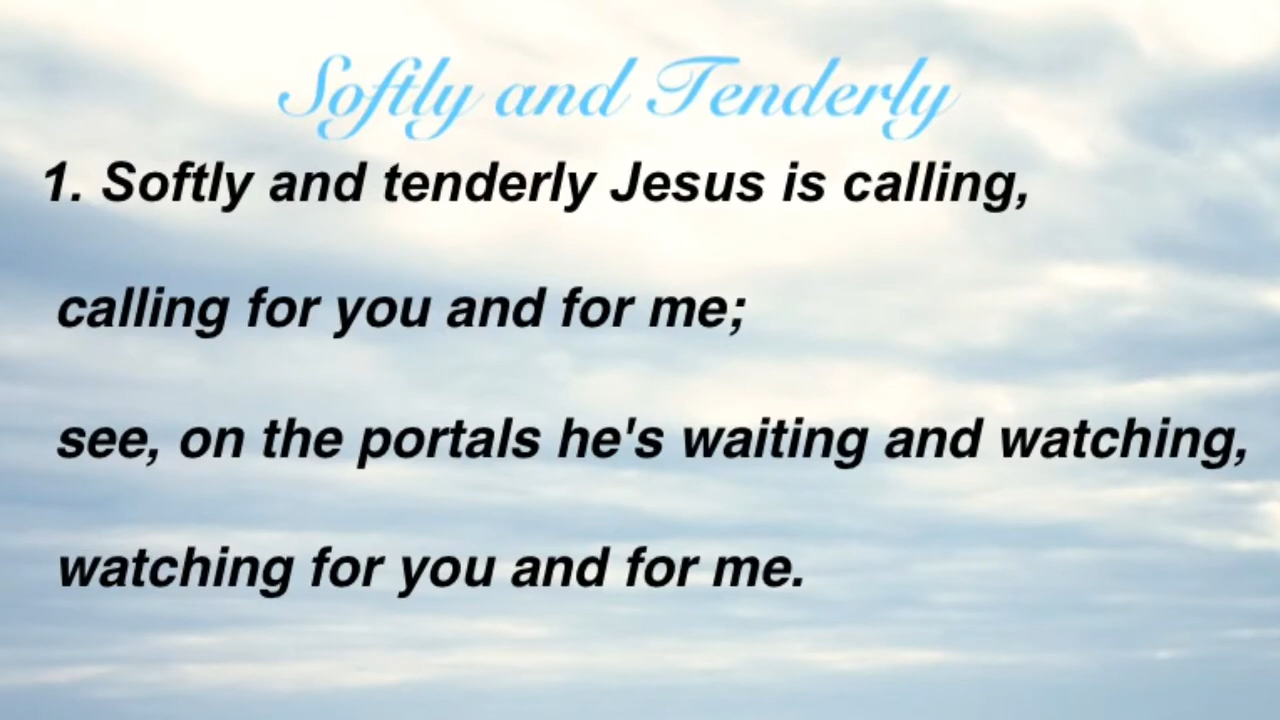 Softly and Tenderly
1. Softly and tenderly Jesus is calling,
calling for you and for me;
see, on the portals he's waiting and watching,
watching for you and for me.